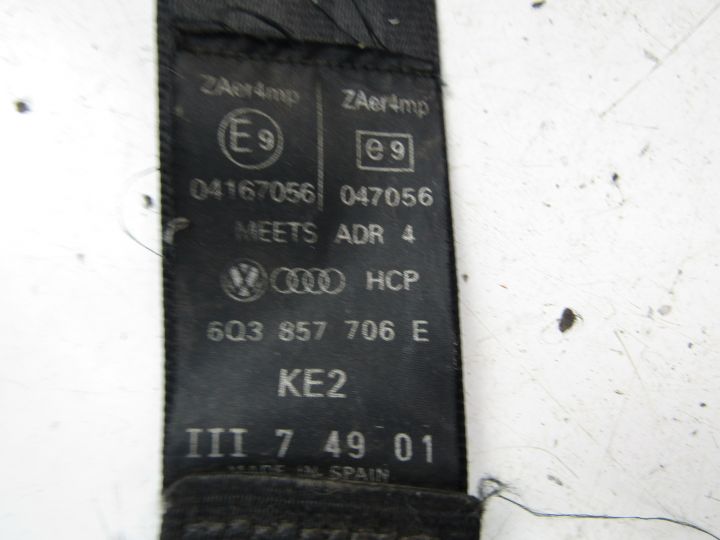 ZAer4mp ZAer4mp
E9 e9
04167056 047056
MEETS ADR 4
VW HCP
6Q3 857 706 E
KE2
III 7 49 01
MADE IN SPAIN